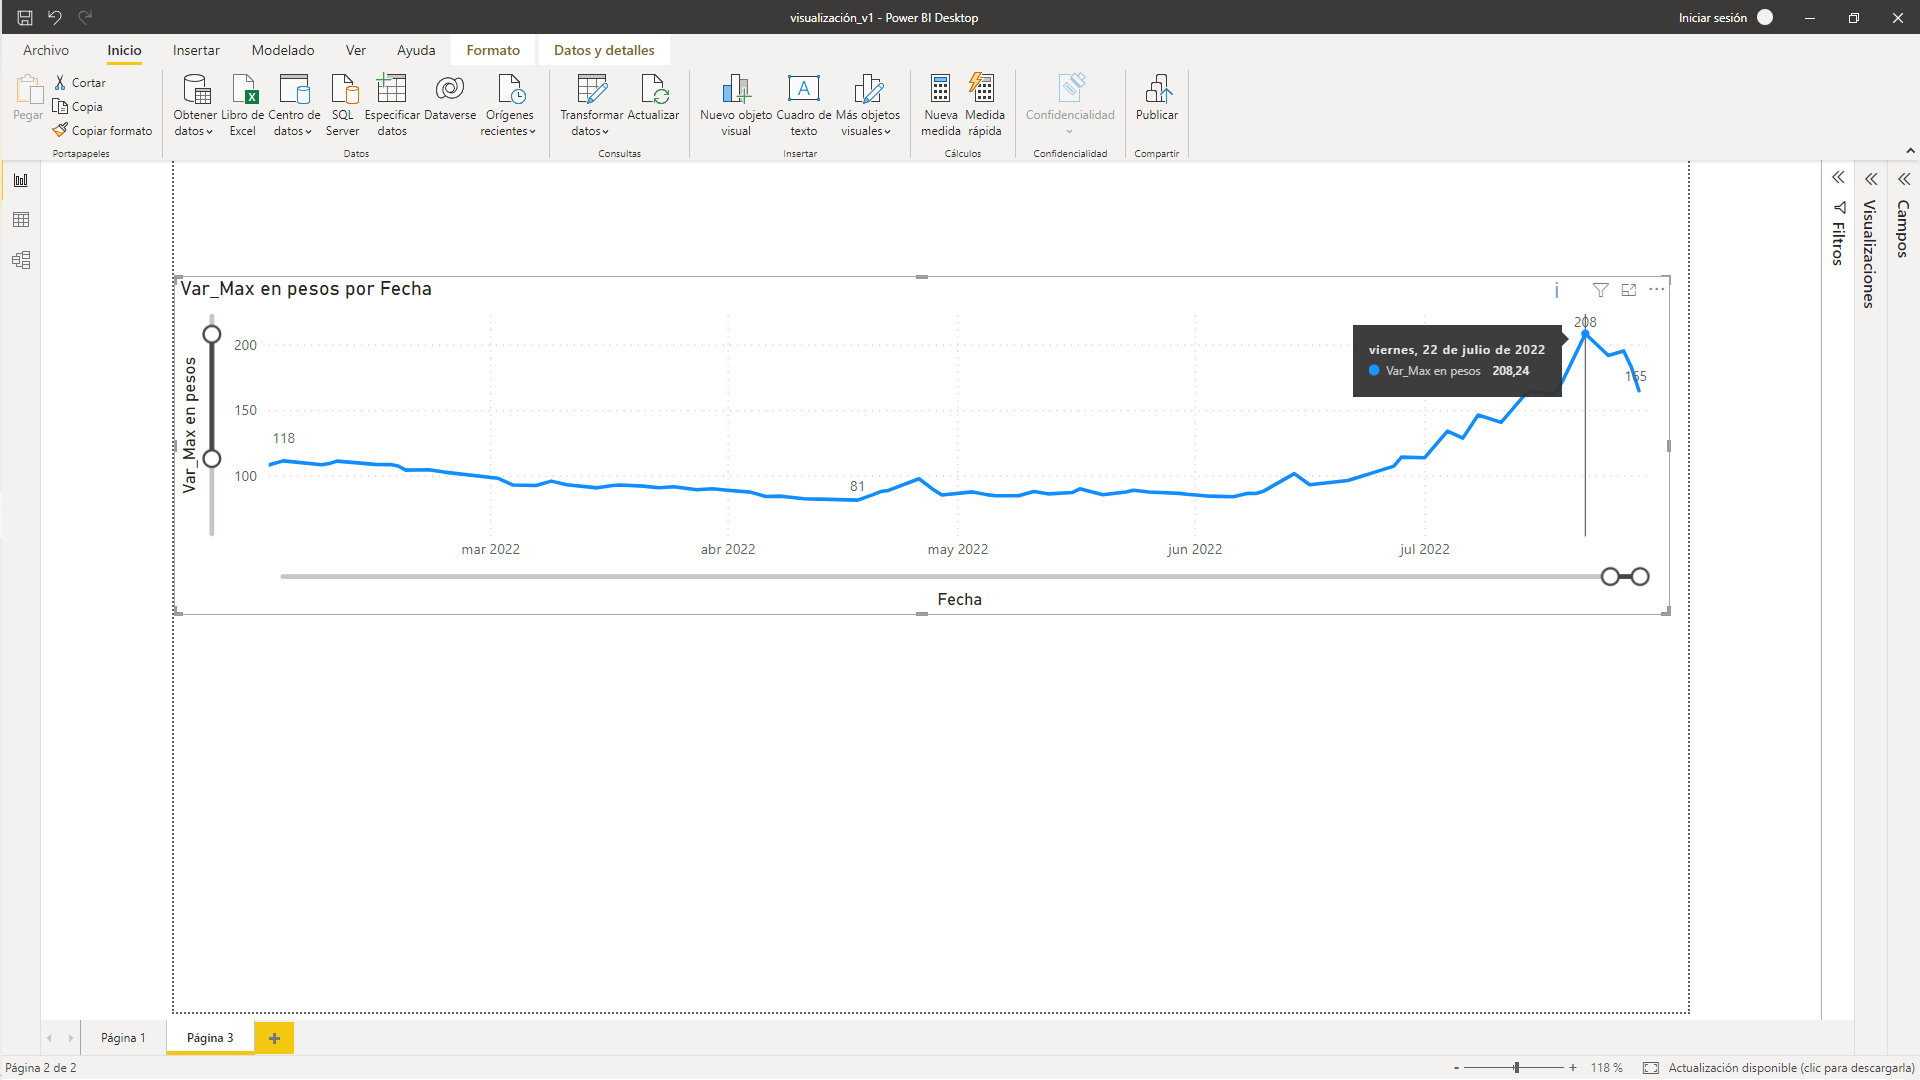 visualización_v1 - Power BI Desktop
Iniciar sesión
Archivo
Inicio
Insertar
Modelado
Ver
Ayuda
Formato
Datos y detalles
Pegar
Cortar
Copia
Copiar formato
Portapapeles
Obtener datos
Libro de Excel
Centro de datos
SQL Server
Especificar datos
Dataverse
Orígenes recientes
Datos
Transformar datos
Actualizar
Consultas
Nuevo objeto visual
Cuadro de texto
Más objetos visuales
Insertar
Nueva medida
Medida rápida
Cálculos
Confidencialidad
Confidencialidad
Publicar
Compartir
Filtros
Visualizaciones
Campos
Var_Max en pesos por Fecha
Var_Max en pesos
200
150
100
118
81
208
165
viernes, 22 de julio de 2022
Var_Max en pesos 208,24
mar 2022
abr 2022
may 2022
jun 2022
jul 2022
Fecha
Página 1
Página 3
Página 2 de 2
- + 118 %
Actualización disponible (clic para descargarla)